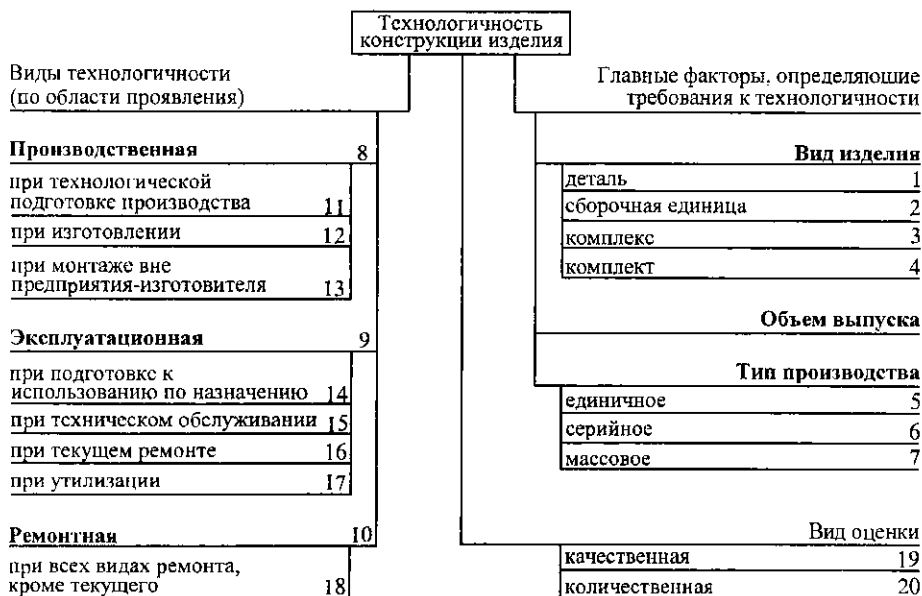 Технологичность
конструкции изделия
Виды технологичности
(по области проявления)
Производственная 8
при технологической
подготовке производства 11
при изготовлении 12
при монтаже вне
предприятия-изготовителя 13
Эксплуатационная 9
при подготовке к
использованию по назначению 14
при техническом обслуживании 15
при текущем ремонте 16
при утилизации 17
Ремонтная 10
при всех видах ремонта,
кроме текущего 18
Главные факторы, определяющие
требования к технологичности
Вид изделия
деталь 1
сборочная единица 2
комплекс 3
комплект 4
Объем выпуска
Тип производства
единичное 5
серийное 6
массовое 7
Вид оценки
качественная 19
количественная 20